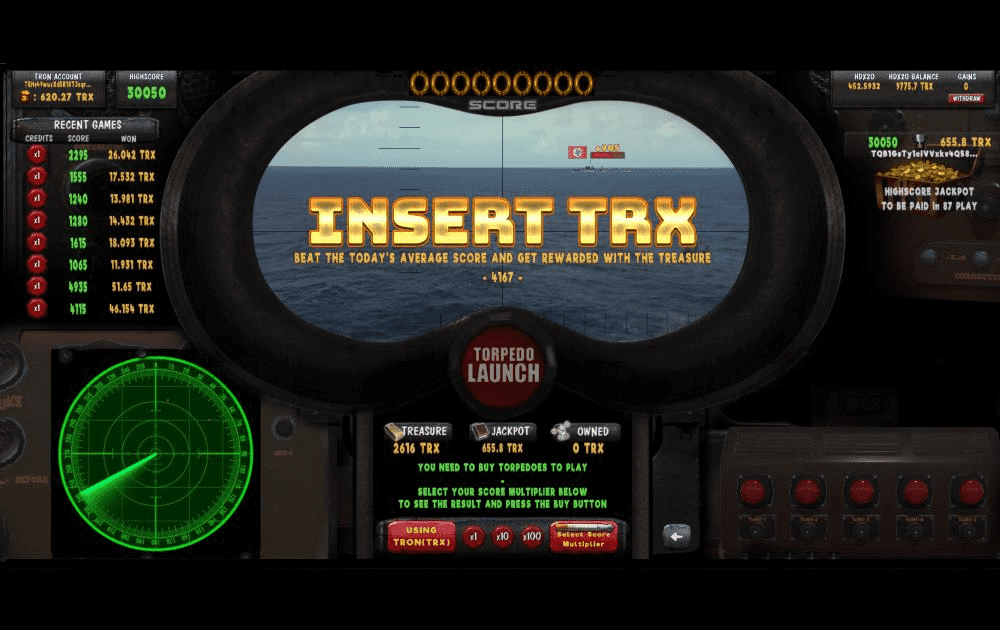 TRON ACCOUNT
: 620.27 TRX
HIGHSCORE
30050
000000000
SCORE
HDX20
452.5932
HDX20 BALANCE
9775.7 TRX
GAINS
0
WITHDRAW
RECENT GAMES
CREDITS SCORE WON
x1 2295 26.042 TRX
x1 1555 17.532 TRX
x1 1240 13.981 TRX
x1 1280 14.432 TRX
x1 1615 18.093 TRX
x1 1065 11.931 TRX
x1 4935 51.65 TRX
x1 4115 46.154 TRX
+905
30050 655.8 TRX
HIGHSCORE JACKPOT
TO BE PAID in 87 PLAY
INSERT TRX
BEAT THE TODAY'S AVERAGE SCORE AND GET REWARDED WITH THE TREASURE
- 4167 -
TORPEDO
LAUNCH
TREASURE
2616 TRX
JACKPOT
655.8 TRX
OWNED
0 TRX
YOU NEED TO BUY TORPEDOES TO PLAY
-
SELECT YOUR SCORE MULTIPLIER BELOW
TO SEE THE RESULT AND PRESS THE BUY BUTTON
USING
TRON(TRX)
x1 x10 x100
Select Score
Multiplier